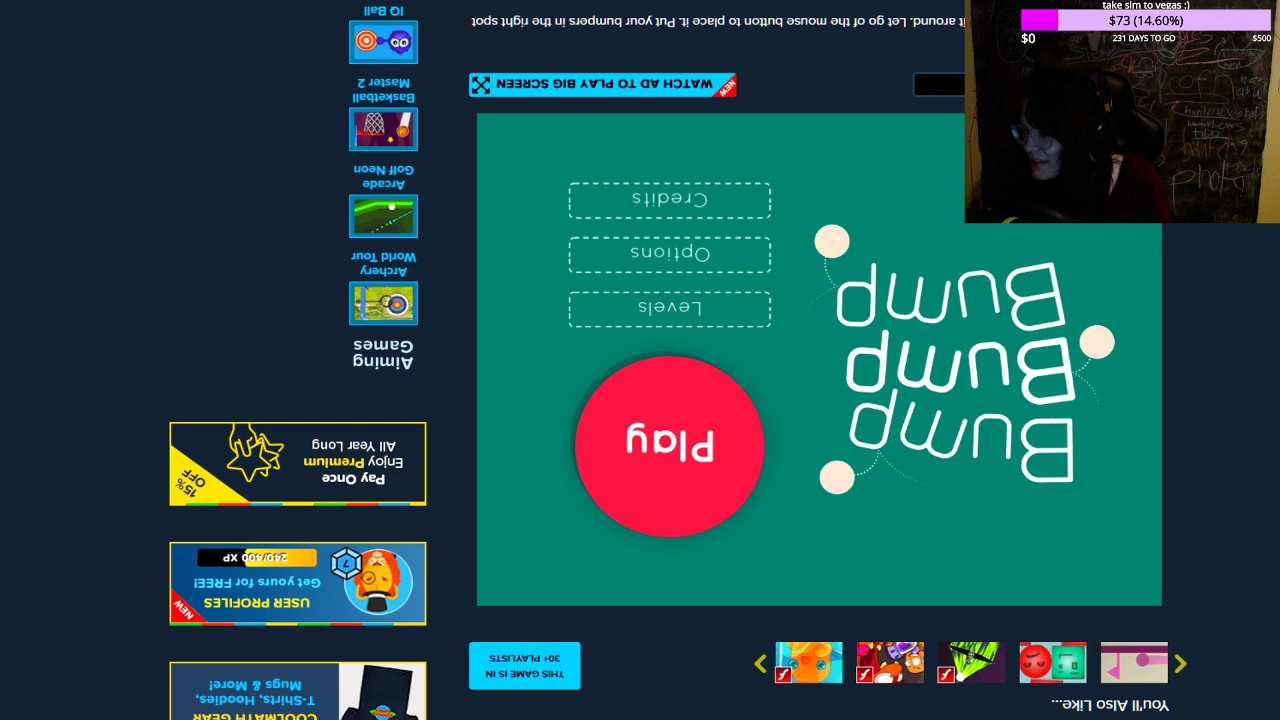 take sim to vegas :)
$73 (14.60%)
$0
231 DAYS TO GO
$500
You'll Also Like...
THIS GAME IS IN
30+ PLAYLISTS
Bump
Bump
Bump
Play
Levels
Options
Credits
NEW
WATCH AD TO PLAY BIG SCREEN
it around. Let go of the mouse button to place it. Put your bumpers in the right spot
COOLMATH GEAR
T-Shirts, Hoodies,
Mugs & More!
NEW
USER PROFILES
Get yours for FREE!
7
240/400 XP
Pay Once
Enjoy Premium
All Year Long
15%
OFF
Aiming
Games
Archery
World Tour
Arcade
Golf Neon
Basketball
Master 2
IQ Ball